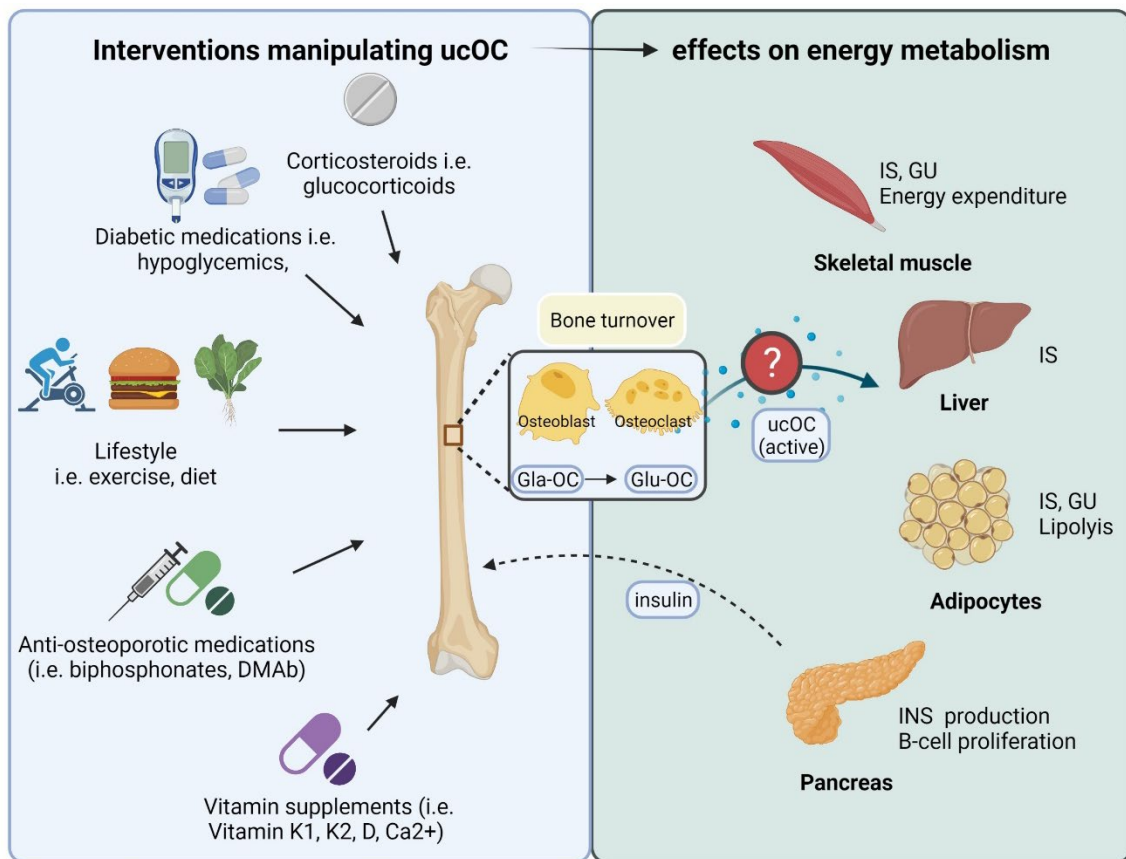 Interventions manipulating ucOC
effects on energy metabolism
Corticosteroids i.e.
glucocorticoids
Diabetic medications i.e.
hypoglycemics,
Lifestyle
i.e. exercise, diet
Anti-osteoporotic medications
(i.e. biphosphonates, DMAb)
Vitamin supplements (i.e.
Vitamin K1, K2, D, Ca2+)
Bone turnover
Osteoblast
Osteoclast
Gla-OC
Glu-OC
?
ucOC
(active)
insulin
IS, GU
Energy expenditure
Skeletal muscle
IS
Liver
IS, GU
Lipolyis
Adipocytes
INS production
B-cell proliferation
Pancreas